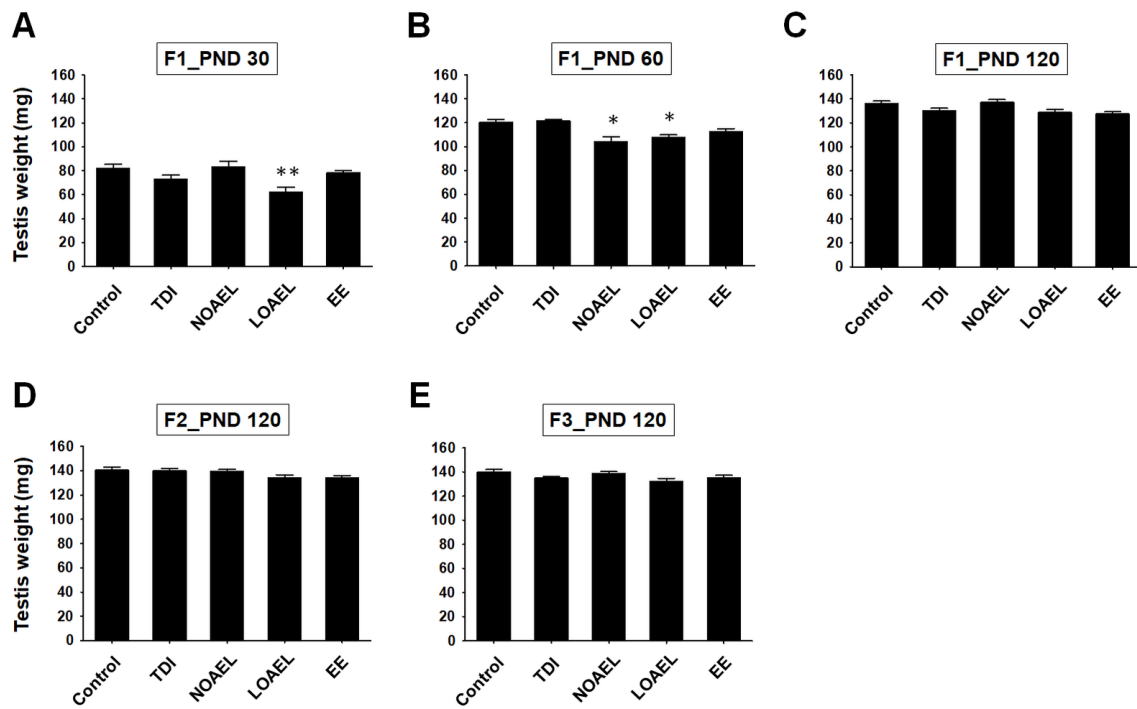 A
F1_PND 30
Testis weight (mg)
160
140
120
100
80
60
40
20
0
**
Control
TDI
NOAEL
LOAEL
EE
B
F1_PND 60
160
140
120
100
80
60
40
20
0
*
*
Control
TDI
NOAEL
LOAEL
EE
C
F1_PND 120
160
140
120
100
80
60
40
20
0
Control
TDI
NOAEL
LOAEL
EE
D
F2_PND 120
Testis weight (mg)
160
140
120
100
80
60
40
20
0
Control
TDI
NOAEL
LOAEL
EE
E
F3_PND 120
160
140
120
100
80
60
40
20
0
Control
TDI
NOAEL
LOAEL
EE